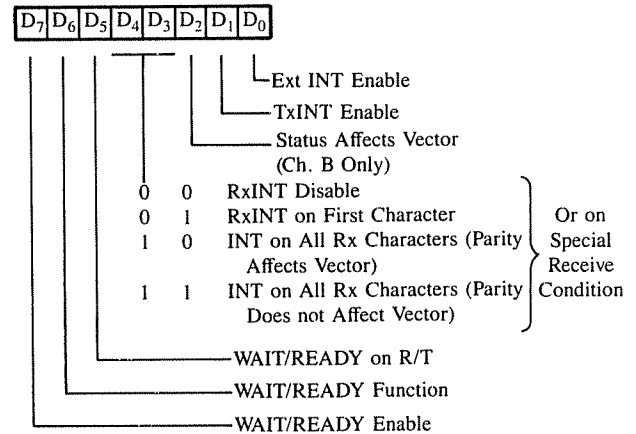 D7 D6 D5 D4 D3 D2 D1 D0
Ext INT Enable
TxINT Enable
Status Affects Vector
(Ch. B Only)
0 0 RxINT Disable
0 1 RxINT on First Character
1 0 INT on All Rx Characters (Parity
Affects Vector)
1 1 INT on All Rx Characters (Parity
Does not Affect Vector)
Or on
Special
Receive
Condition
WAIT/READY on R/T
WAIT/READY Function
WAIT/READY Enable